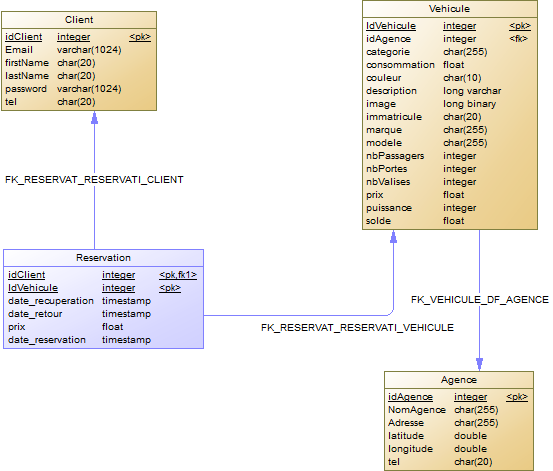 Client
idClient integer <pk>
Email varchar(1024)
firstName char(20)
lastName char(20)
password varchar(1024)
tel char(20)
Vehicule
IdVehicule integer <pk>
idAgence integer <fk>
categorie char(255)
consommation float
couleur char(10)
description long varchar
image long binary
immatricule char(20)
marque char(255)
modele char(255)
nbPassagers integer
nbPortes integer
nbValises integer
prix float
puissance integer
solde float
FK_RESERVAT_RESERVATI_CLIENT
Reservation
idClient integer <pk,fk1>
IdVehicule integer <pk>
date_recuperation timestamp
date_retour timestamp
prix float
date_reservation timestamp
FK_RESERVAT_RESERVATI_VEHICULE
FK_VEHICULE_DF_AGENCE
Agence
idAgence integer <pk>
NomAgence char(255)
Adresse char(255)
latitude double
longitude double
tel char(20)